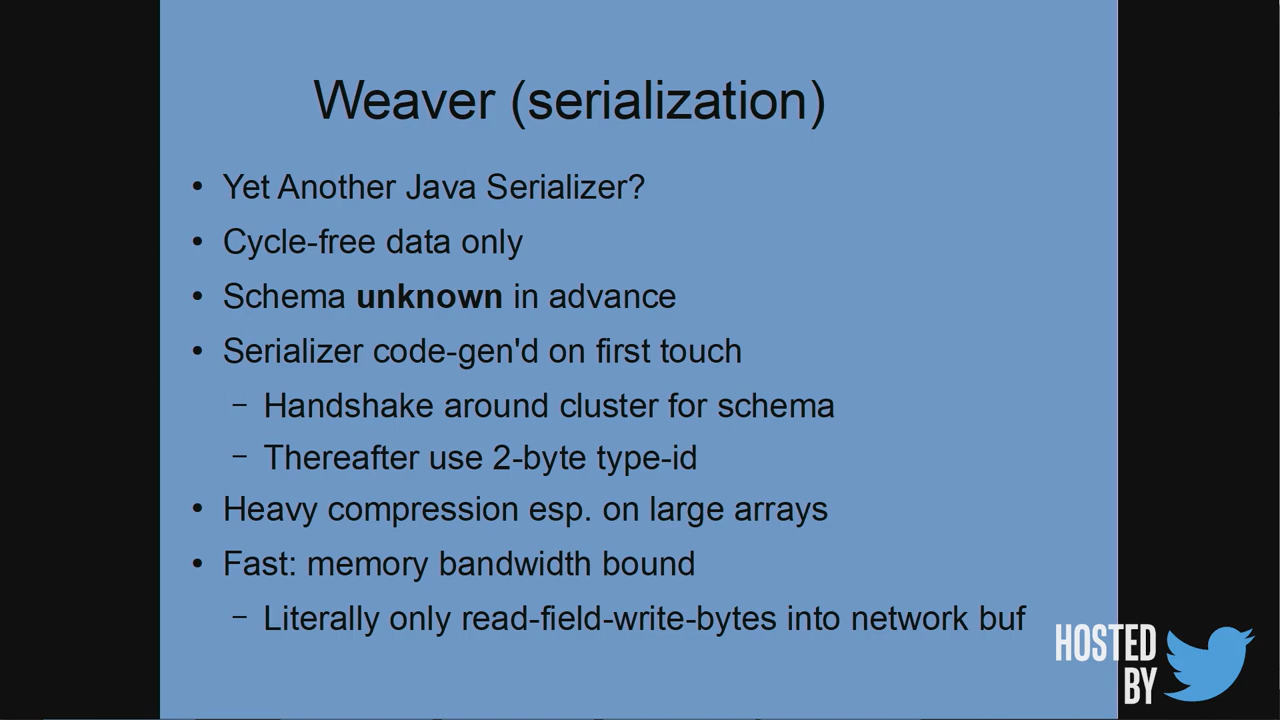 Weaver (serialization)
• Yet Another Java Serializer?
• Cycle-free data only
• Schema unknown in advance
• Serializer code-gen'd on first touch
– Handshake around cluster for schema
– Thereafter use 2-byte type-id
• Heavy compression esp. on large arrays
• Fast: memory bandwidth bound
– Literally only read-field-write-bytes into network buf
HOSTED
BY